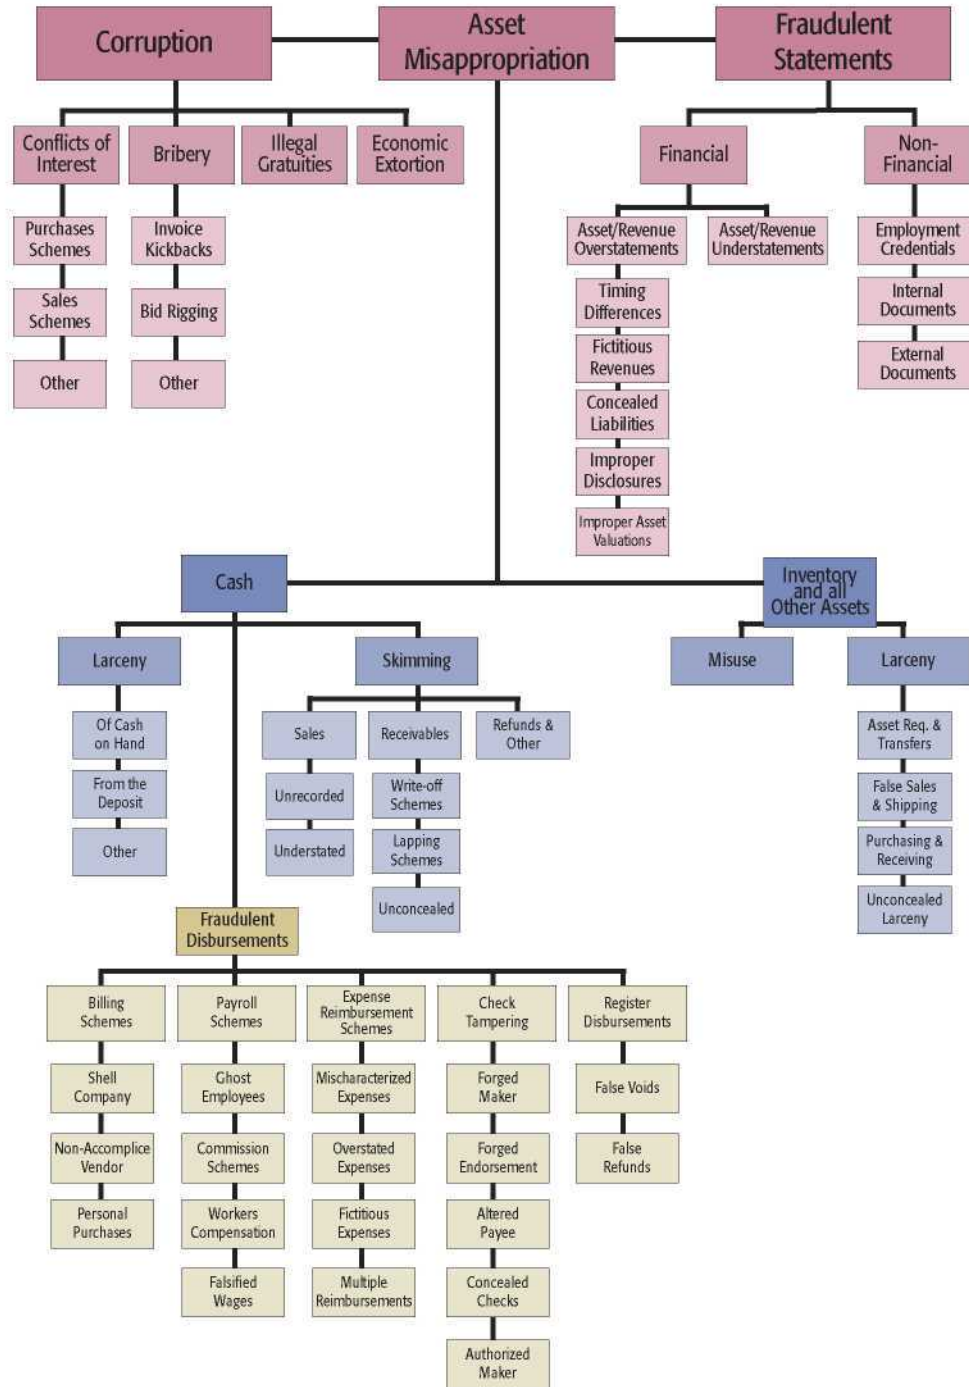 Corruption
Asset
Misappropriation
Fraudulent
Statements
Conflicts of
Interest
Bribery
Illegal
Gratuities
Economic
Extortion
Financial
Non-
Financial
Purchases
Schemes
Sales
Schemes
Other
Invoice
Kickbacks
Bid Rigging
Other
Asset/Revenue
Overstatements
Asset/Revenue
Understatements
Timing
Differences
Fictitious
Revenues
Concealed
Liabilities
Improper
Disclosures
Improper Asset
Valuations
Employment
Credentials
Internal
Documents
External
Documents
Cash
Inventory
and all
Other Assets
Larceny
Skimming
Misuse
Larceny
Of Cash
on Hand
From the
Deposit
Other
Sales
Unrecorded
Understated
Receivables
Write-off
Schemes
Lapping
Schemes
Unconcealed
Refunds &
Other
Asset Req. &
Transfers
False Sales
& Shipping
Purchasing &
Receiving
Unconcealed
Larceny
Fraudulent
Disbursements
Billing
Schemes
Shell
Company
Non-Accomplice
Vendor
Personal
Purchases
Payroll
Schemes
Ghost
Employees
Commission
Schemes
Workers
Compensation
Falsified
Wages
Expense
Reimbursement
Schemes
Mischaracterized
Expenses
Overstated
Expenses
Fictitious
Expenses
Multiple
Reimbursements
Check
Tampering
Forged
Maker
Forged
Endorsement
Altered
Payee
Concealed
Checks
Authorized
Maker
Register
Disbursements
False Voids
False
Refunds